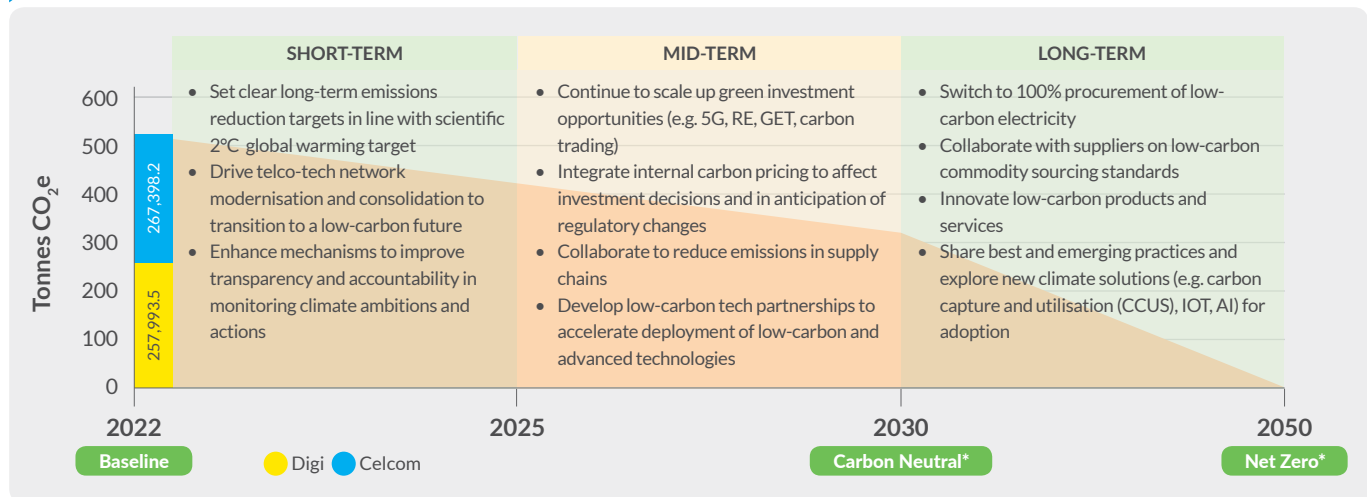 SHORT-TERM
MID-TERM
LONG-TERM
Tonnes CO₂e
600
500
400
300
200
100
0
267,398.2
257,993.5
• Set clear long-term emissions
reduction targets in line with scientific
2°C global warming target
• Drive telco-tech network
modernisation and consolidation to
transition to a low-carbon future
• Enhance mechanisms to improve
transparency and accountability in
monitoring climate ambitions and
actions
• Continue to scale up green investment
opportunities (e.g. 5G, RE, GET, carbon
trading)
• Integrate internal carbon pricing to affect
investment decisions and in anticipation of
regulatory changes
• Collaborate to reduce emissions in supply
chains
• Develop low-carbon tech partnerships to
accelerate deployment of low-carbon and
advanced technologies
• Switch to 100% procurement of low-
carbon electricity
• Collaborate with suppliers on low-carbon
commodity sourcing standards
• Innovate low-carbon products and
services
• Share best and emerging practices and
explore new climate solutions (e.g. carbon
capture and utilisation (CCUS), IOT, AI) for
adoption
2022
2025
2030
2050
Baseline
Digi
Celcom
Carbon Neutral*
Net Zero*